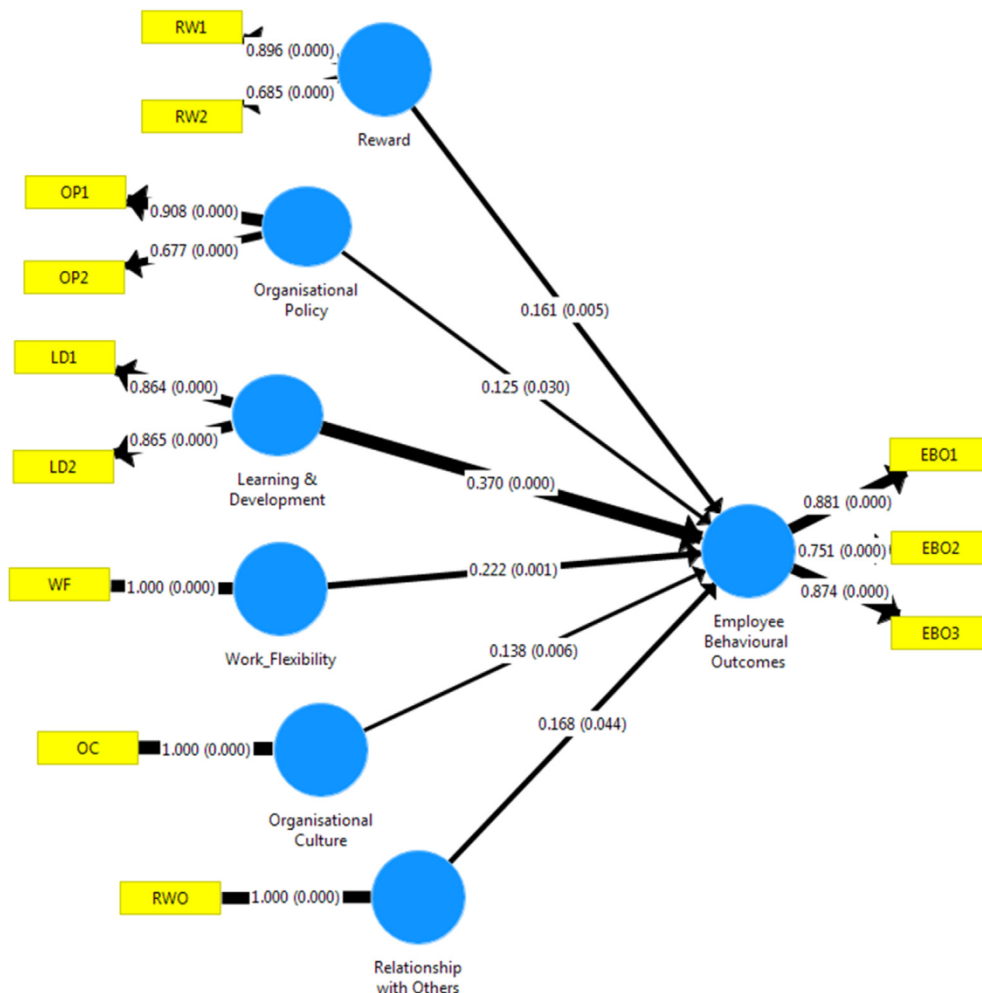 RW1
0.896 (0.000)
RW2
0.685 (0.000)
Reward
OP1
0.908 (0.000)
OP2
0.677 (0.000)
Organisational
Policy
0.161 (0.005)
LD1
0.864 (0.000)
LD2
0.865 (0.000)
Learning &
Development
0.125 (0.030)
0.370 (0.000)
WF
1.000 (0.000)
Work_Flexibility
0.222 (0.001)
EBO1
0.881 (0.000)
EBO2
0.751 (0.000)
EBO3
0.874 (0.000)
Employee
Behavioural
Outcomes
0.138 (0.006)
OC
1.000 (0.000)
Organisational
Culture
0.168 (0.044)
RWO
1.000 (0.000)
Relationship
with Others